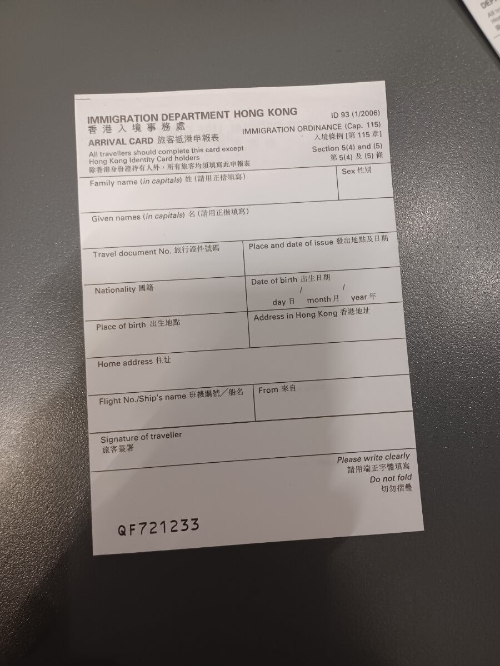 IMMIGRATION DEPARTMENT HONG KONG
香港入境事務處
ID 93 (1/2006)
ARRIVAL CARD 旅客抵港申報表
IMMIGRATION ORDINANCE (Cap. 115)
入境條例 [第 115 章]
All travellers should complete this card except
Hong Kong Identity Card holders
除香港身份證持有人外,所有旅客均須填寫此申報表
Section 5(4) and (5)
第 5(4) 及 (5) 條
Family name (in capitals) 姓 (請用正楷填寫)
Sex 性別
Given names (in capitals) 名 (請用正楷填寫)
Travel document No. 旅行證件號碼
Place and date of issue 發出地點及日期
Nationality 國籍
Date of birth 出生日期
/ /
day 日 month 月 year 年
Place of birth 出生地點
Address in Hong Kong 香港地址
Home address 住址
Flight No./Ship's name 班機編號/船名
From 來自
Signature of traveller
旅客簽署
Please write clearly
請用端正字體填寫
Do not fold
切勿摺疊
QF721233